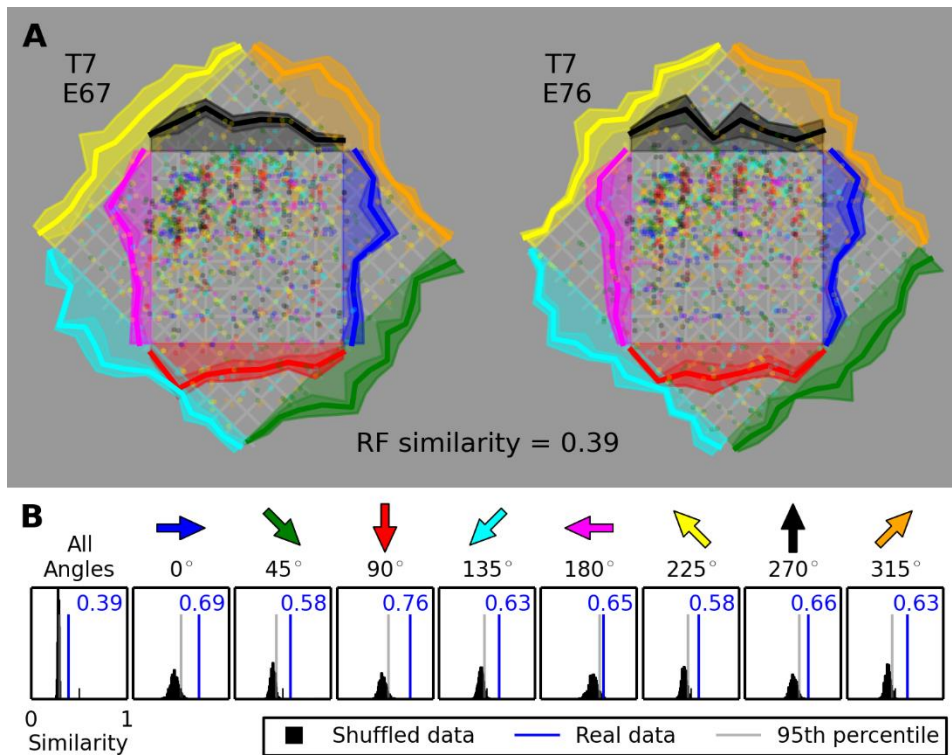 A
T7
E67
T7
E76
RF similarity = 0.39
B
All
Angles
0° 45° 90° 135° 180° 225° 270° 315°
0.39 0.69 0.58 0.76 0.63 0.65 0.58 0.66 0.63
0 1
Similarity
Shuffled data Real data 95th percentile